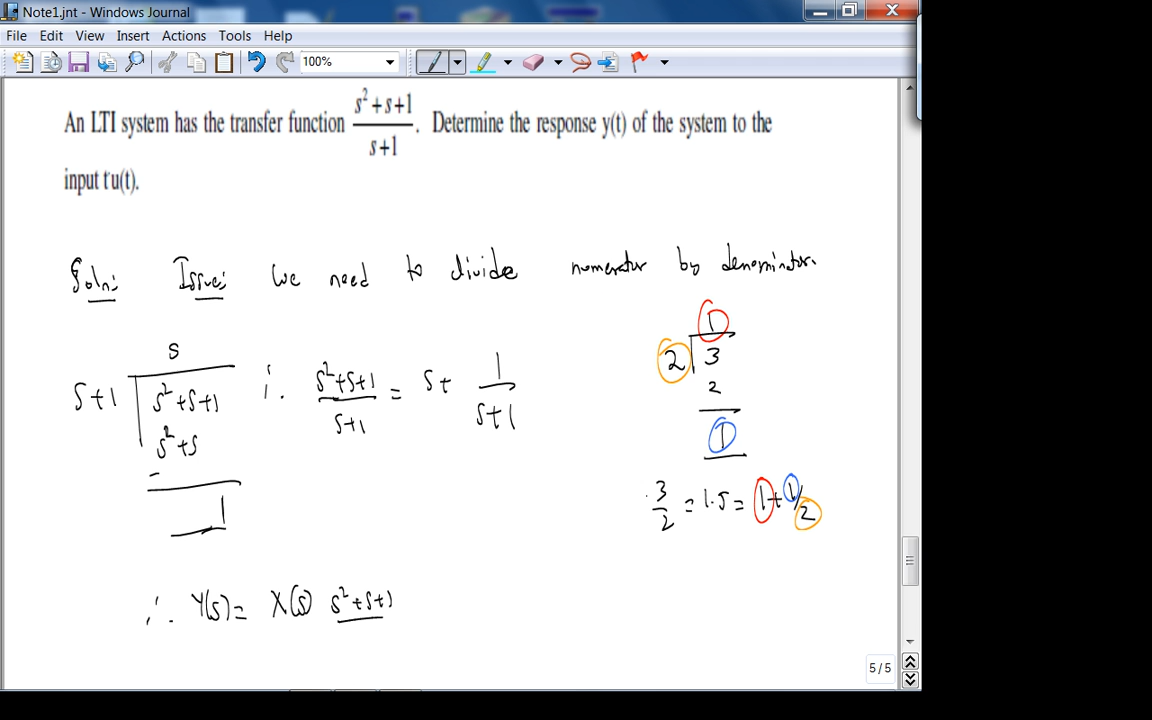 Note1.jnt - Windows Journal
File Edit View Insert Actions Tools Help
100%
An LTI system has the transfer function (s²+s+1)/(s+1). Determine the response y(t) of the system to the
input t'u(t).
Soln: Issue: We need to divide numerator by denominator.
s
s+1 | s²+s+1
s²+s
-
1
∴ (s²+s+1)/(s+1) = s + 1/(s+1)
1
2 | 3
2
1
3/2 = 1.5 = 1+1/2
∴ Y(s) = X(s) s²+s+1
5/5